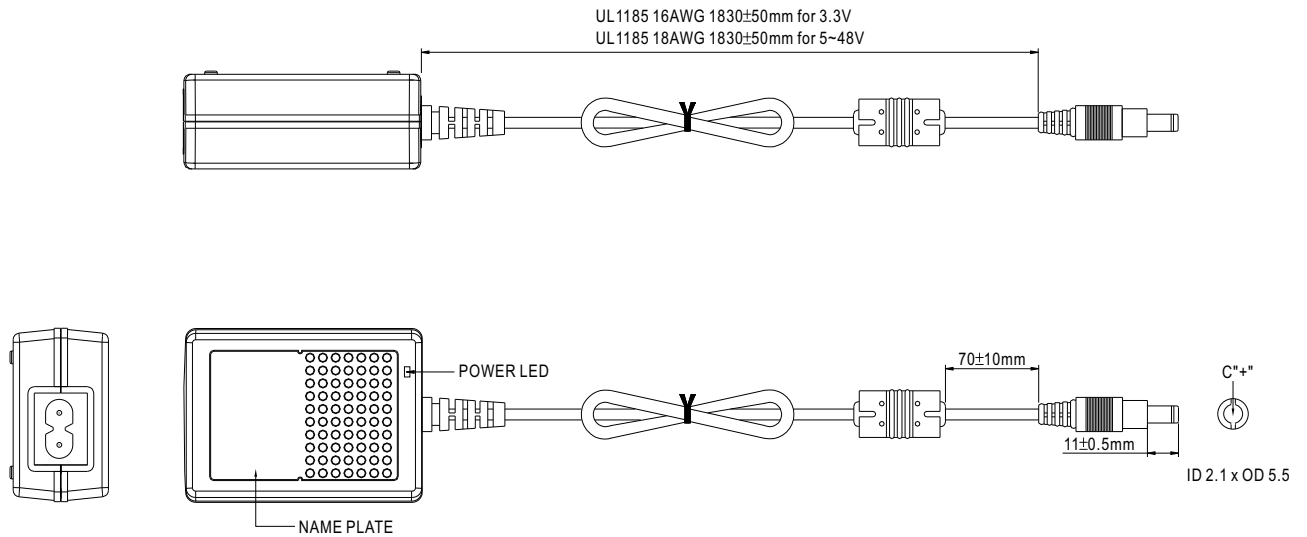 UL1185 16AWG 1830±50mm for 3.3V
UL1185 18AWG 1830±50mm for 5~48V
POWER LED
70±10mm
C"+"
11±0.5mm
ID 2.1 x OD 5.5
NAME PLATE